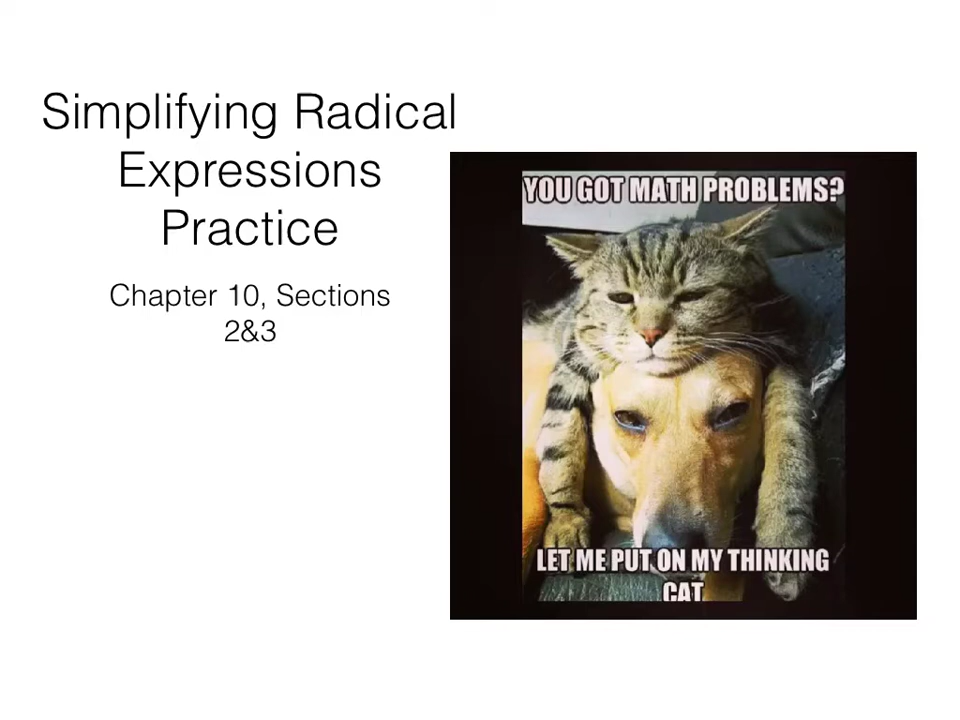 Simplifying Radical
Expressions
Practice
Chapter 10, Sections
2&3
YOU GOT MATH PROBLEMS?
LET ME PUT ON MY THINKING
CAT